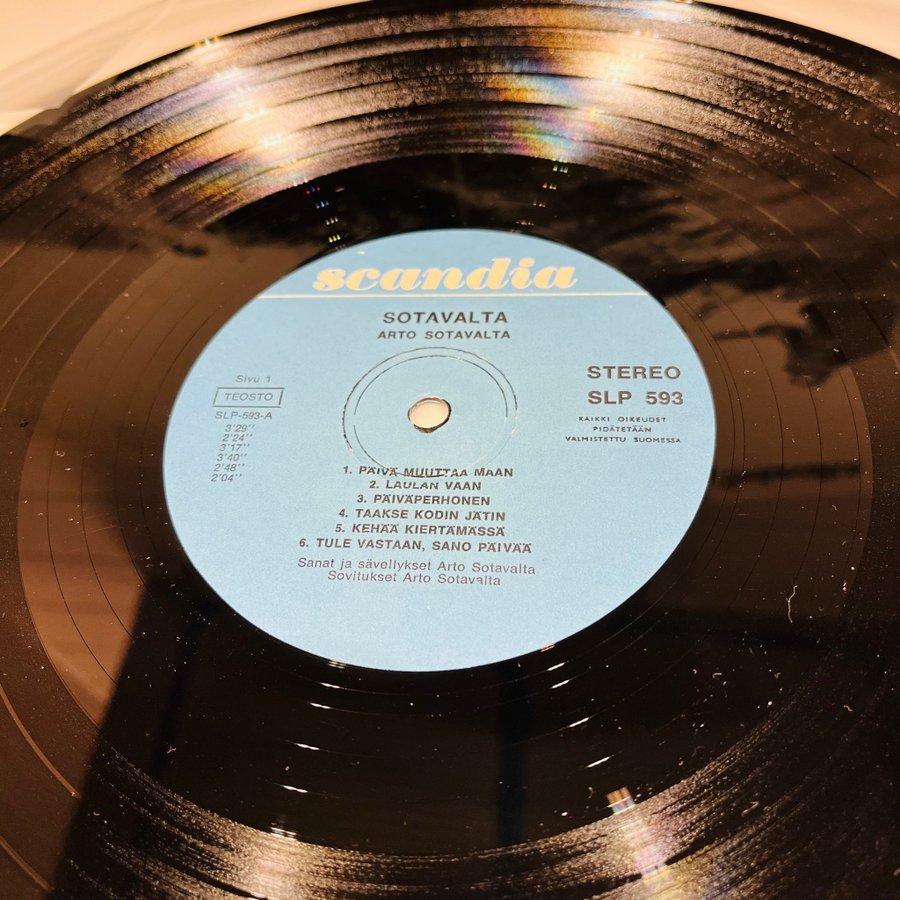 scandia
SOTAVALTA
ARTO SOTAVALTA
Sivu 1
TEOSTO
SLP-593-A
3'29''
2'24''
3'17''
3'40''
2'48''
2'04''
STEREO
SLP 593
KAIKKI OIKEUDET
PIDÄTETÄÄN
VALMISTETTU SUOMESSA
1. PÄIVÄ MUUTTAA MAAN
2. LAULAN VAAN
3. PÄIVÄPERHONEN
4. TAAKSE KODIN JÄTIN
5. KEHÄÄ KIERTÄMÄSSÄ
6. TULE VASTAAN, SANO PÄIVÄÄ
Sanat ja sävellykset Arto Sotavalta
Sovitukset Arto Sotavalta